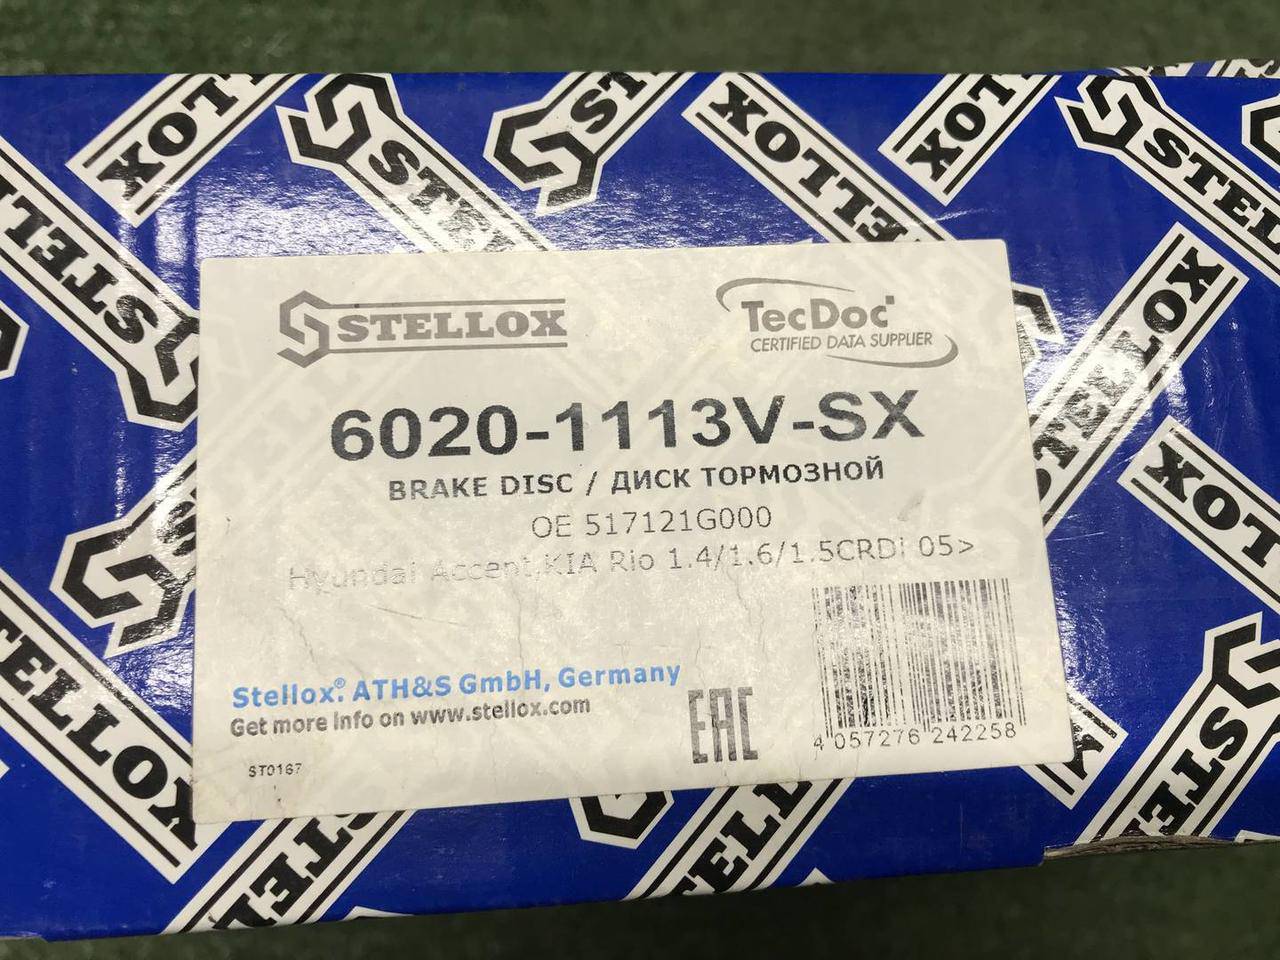 STELLOX
TecDoc
CERTIFIED DATA SUPPLIER
6020-1113V-SX
BRAKE DISC / ДИСК ТОРМОЗНОЙ
OE 517121G000
Hyundai Accent,KIA Rio 1.4/1.6/1.5CRDi 05>
Stellox®. ATH&S GmbH, Germany
Get more info on www.stellox.com
EAC
ST0167
4 057276 242258